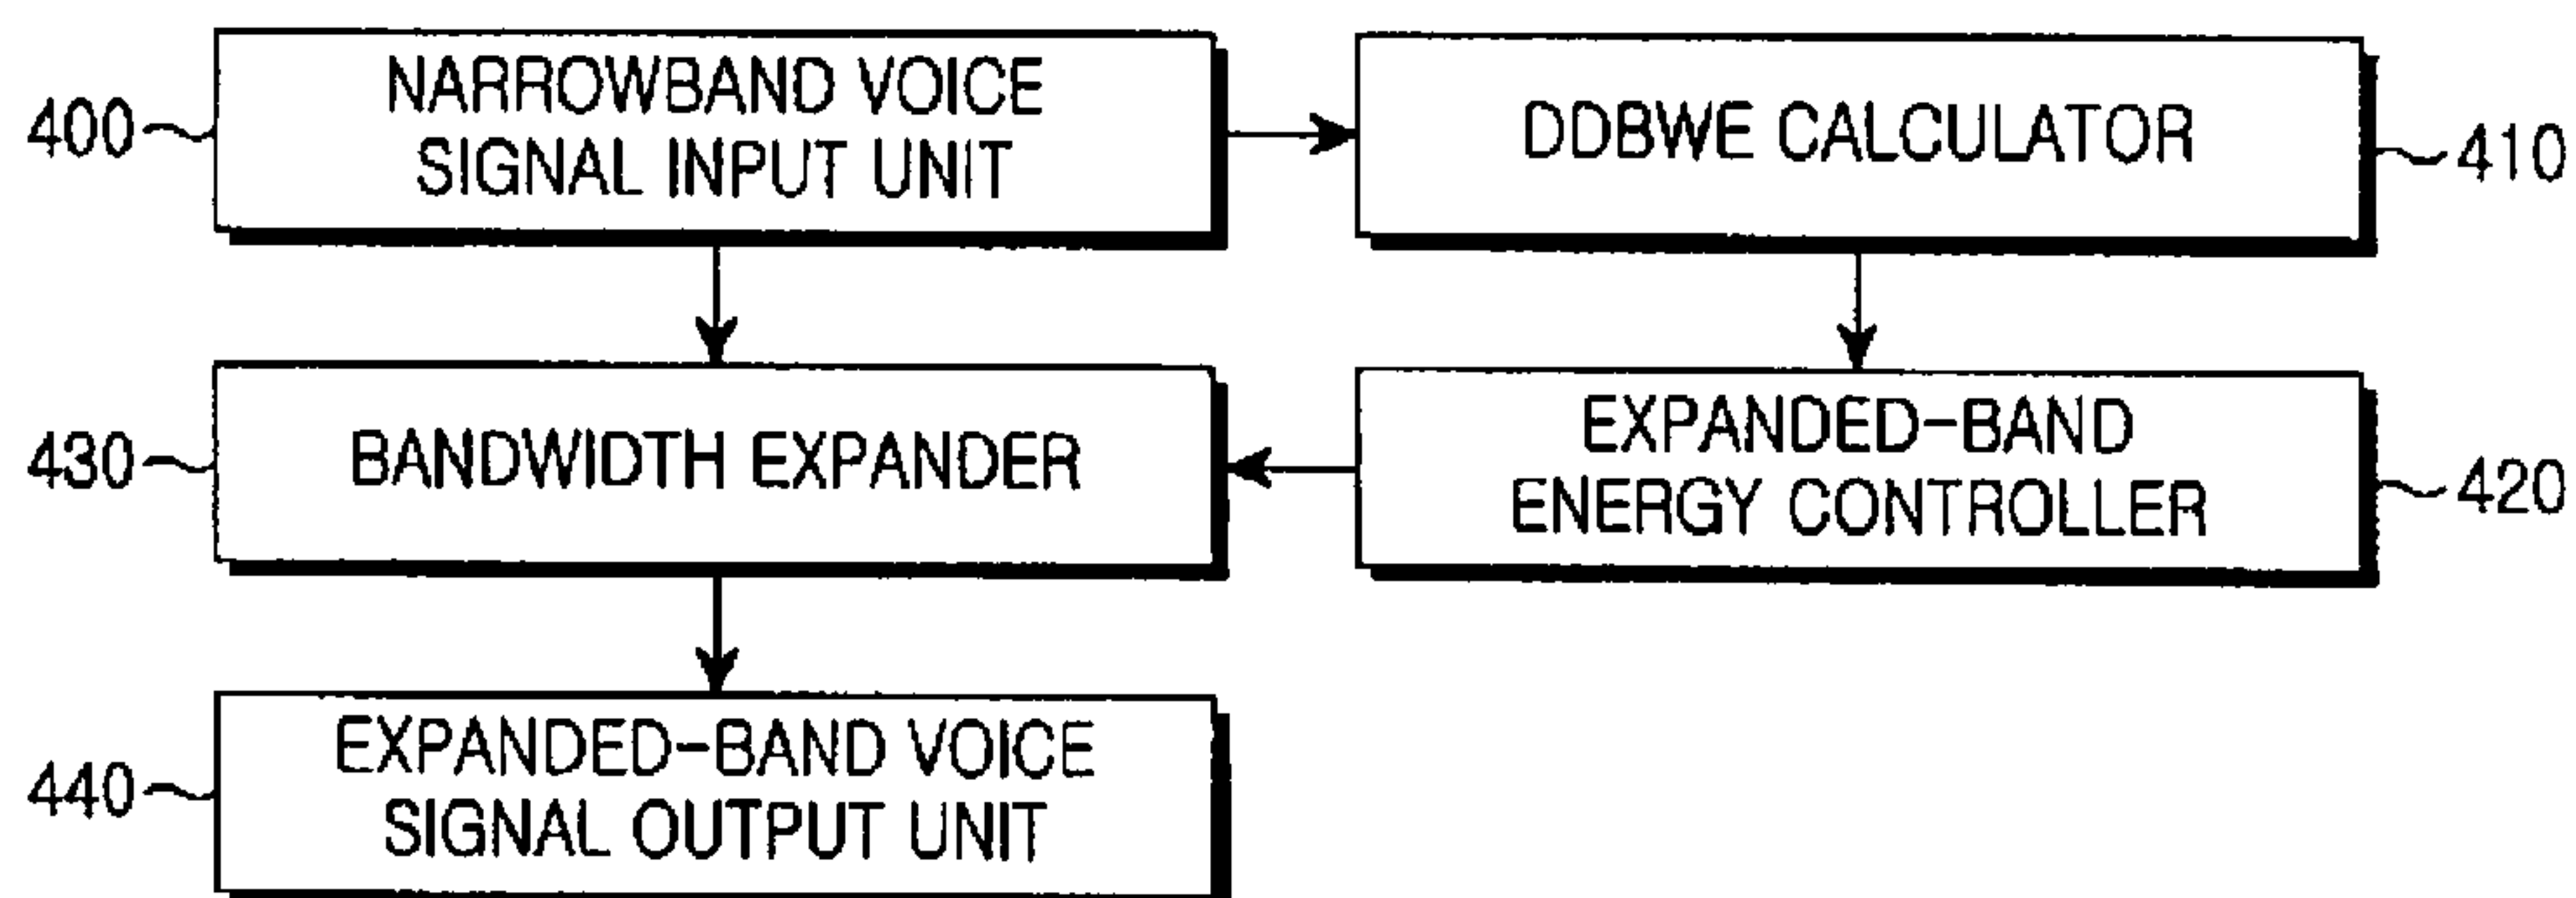 NARROWBAND VOICE
SIGNAL INPUT UNIT
400
DDBWE CALCULATOR
410
BANDWIDTH EXPANDER
430
EXPANDED-BAND
ENERGY CONTROLLER
420
EXPANDED-BAND VOICE
SIGNAL OUTPUT UNIT
440